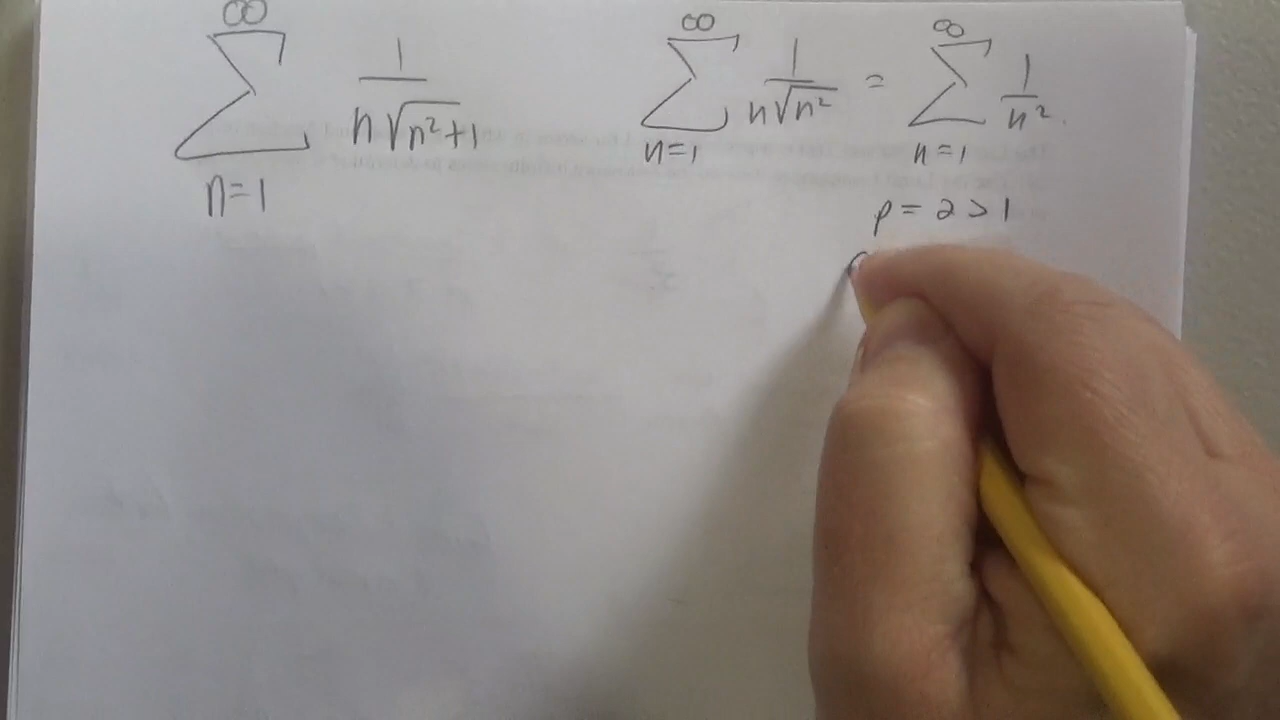 ∞ ∑ n=1 1/(n√n²+1)
∞ ∑ n=1 1/(n√n²) = ∞ ∑ n=1 1/n².
p = 2 > 1